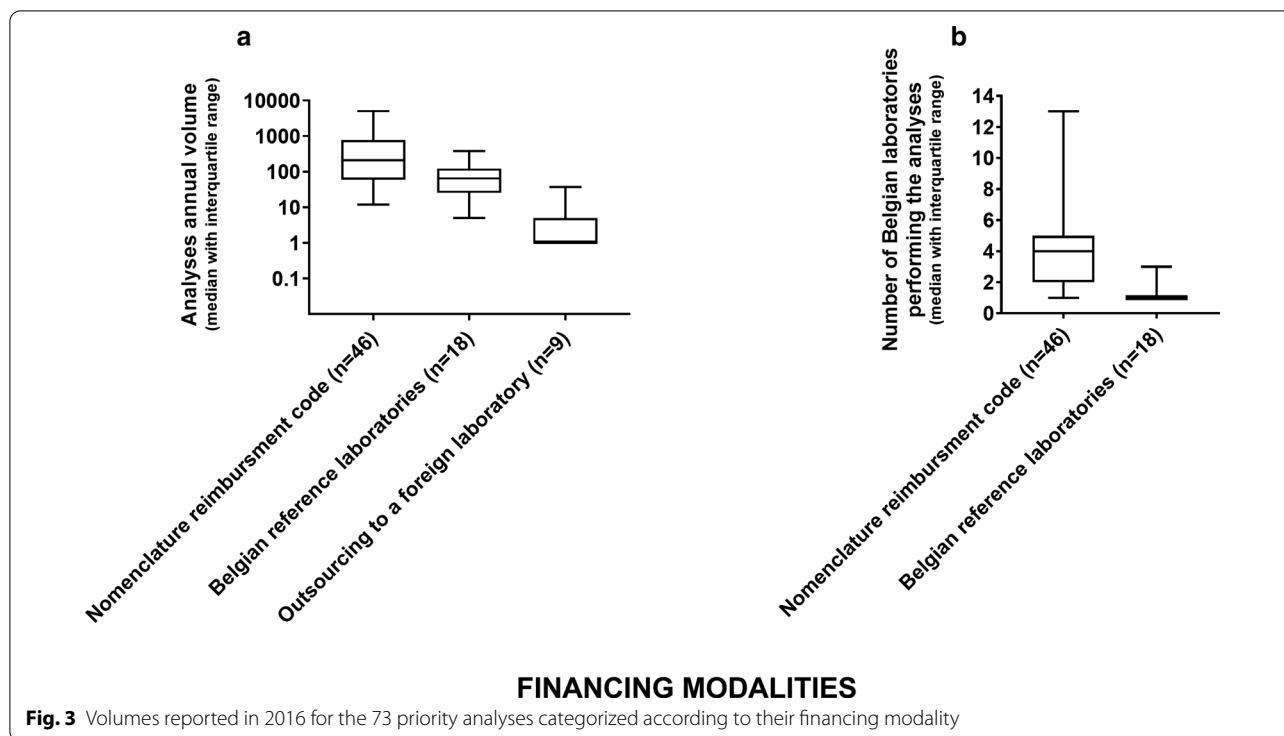 a
Analyses annual volume
(median with interquartile range)
10000
1000
100
10
1
0.1
Nomenclature reimbursment code (n=46)
Belgian reference laboratories (n=18)
Outsourcing to a foreign laboratory (n=9)
b
Number of Belgian laboratories
performing the analyses
(median with interquartile range)
14
12
10
8
6
4
2
0
Nomenclature reimbursment code (n=46)
Belgian reference laboratories (n=18)
FINANCING MODALITIES
Fig. 3 Volumes reported in 2016 for the 73 priority analyses categorized according to their financing modality